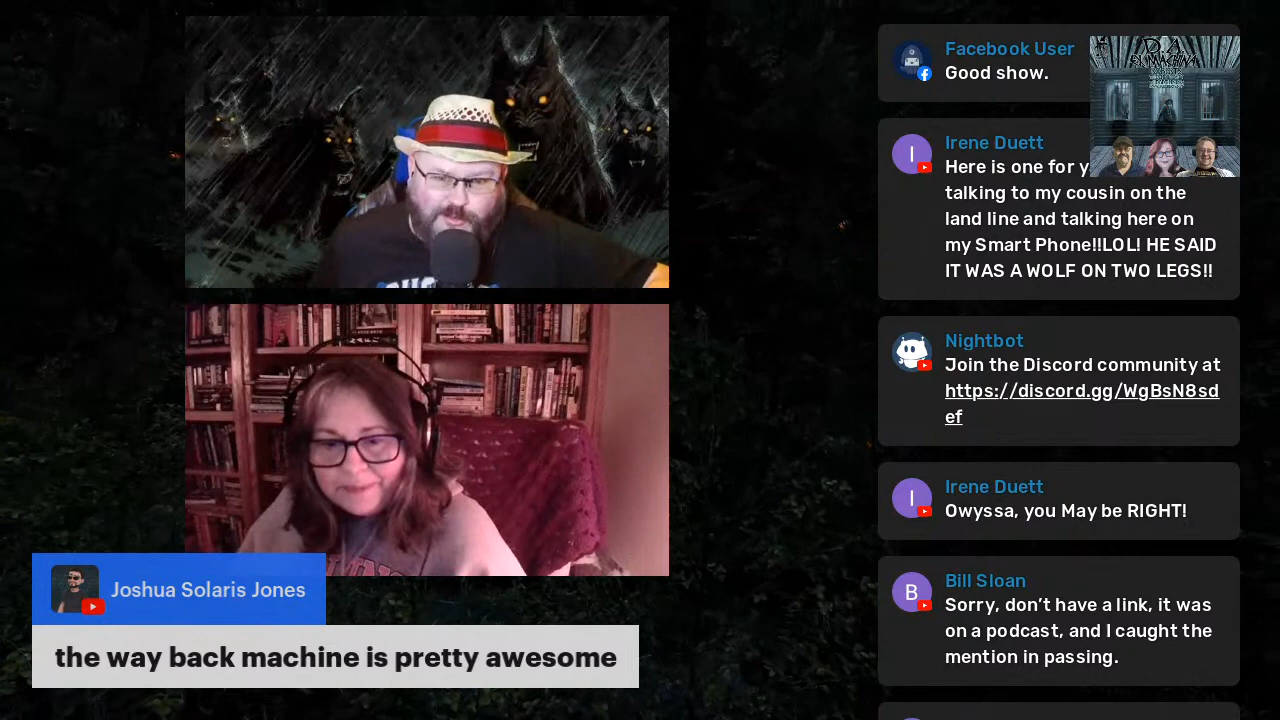 Facebook User
Good show.
Irene Duett
Here is one for y
talking to my cousin on the
land line and talking here on
my Smart Phone!!LOL! HE SAID
IT WAS A WOLF ON TWO LEGS!!
Nightbot
Join the Discord community at
https://discord.gg/WgBsN8sd
ef
Irene Duett
Owyssa, you May be RIGHT!
Bill Sloan
Sorry, don’t have a link, it was
on a podcast, and I caught the
mention in passing.
Joshua Solaris Jones
the way back machine is pretty awesome